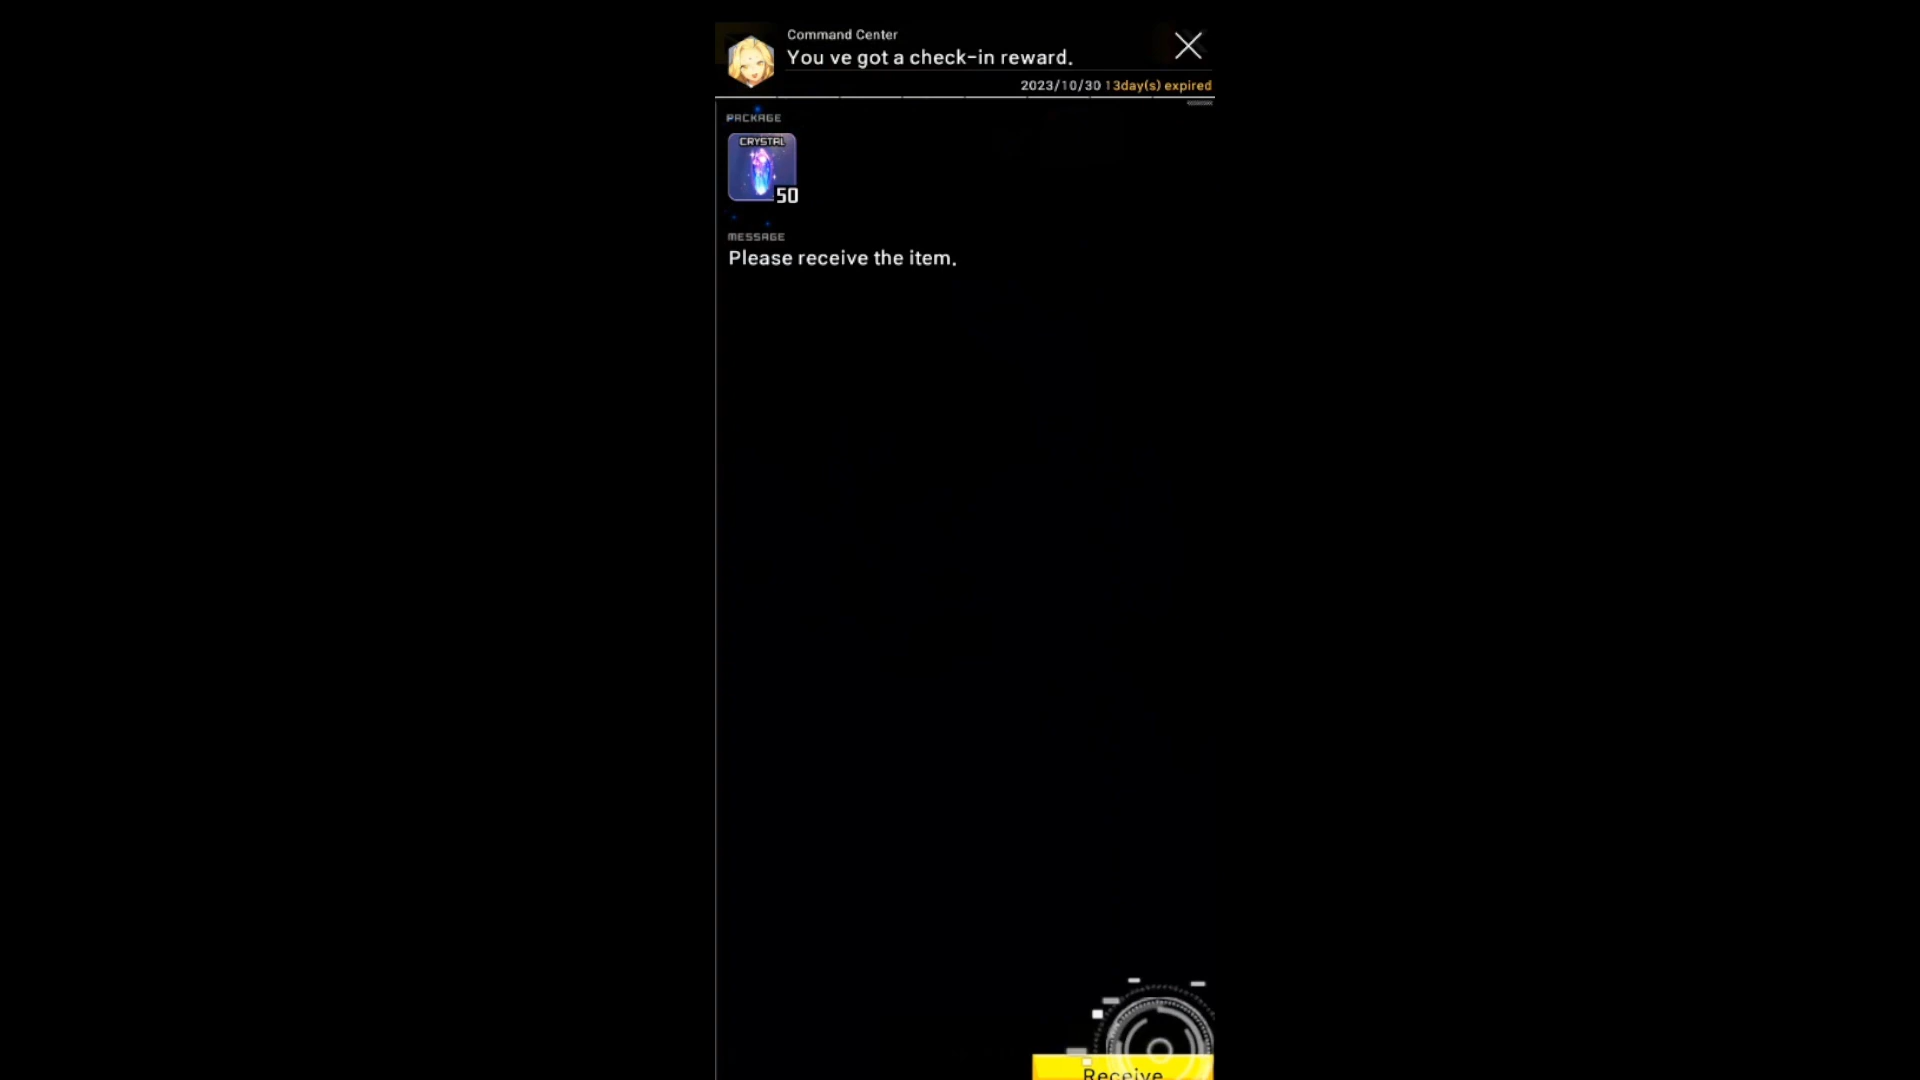 Command Center
You ve got a check-in reward.
2023/10/30 13day(s) expired
PACKAGE
CRYSTAL
50
MESSAGE
Please receive the item.
Receive